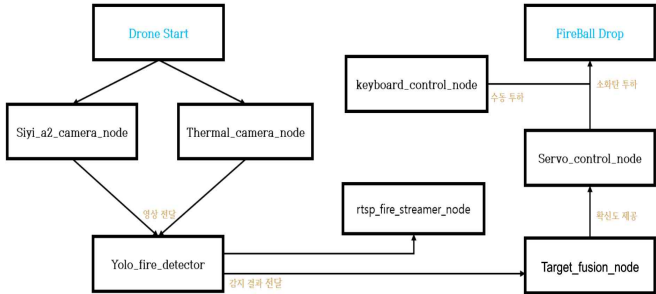 Drone Start
FireBall Drop
keyboard_control_node
수동 투하
소화탄 투하
Siyi_a2_camera_node
Thermal_camera_node
Servo_control_node
영상 전달
rtsp_fire_streamer_node
확신도 제공
Yolo_fire_detector
감지 결과 전달
Target_fusion_node